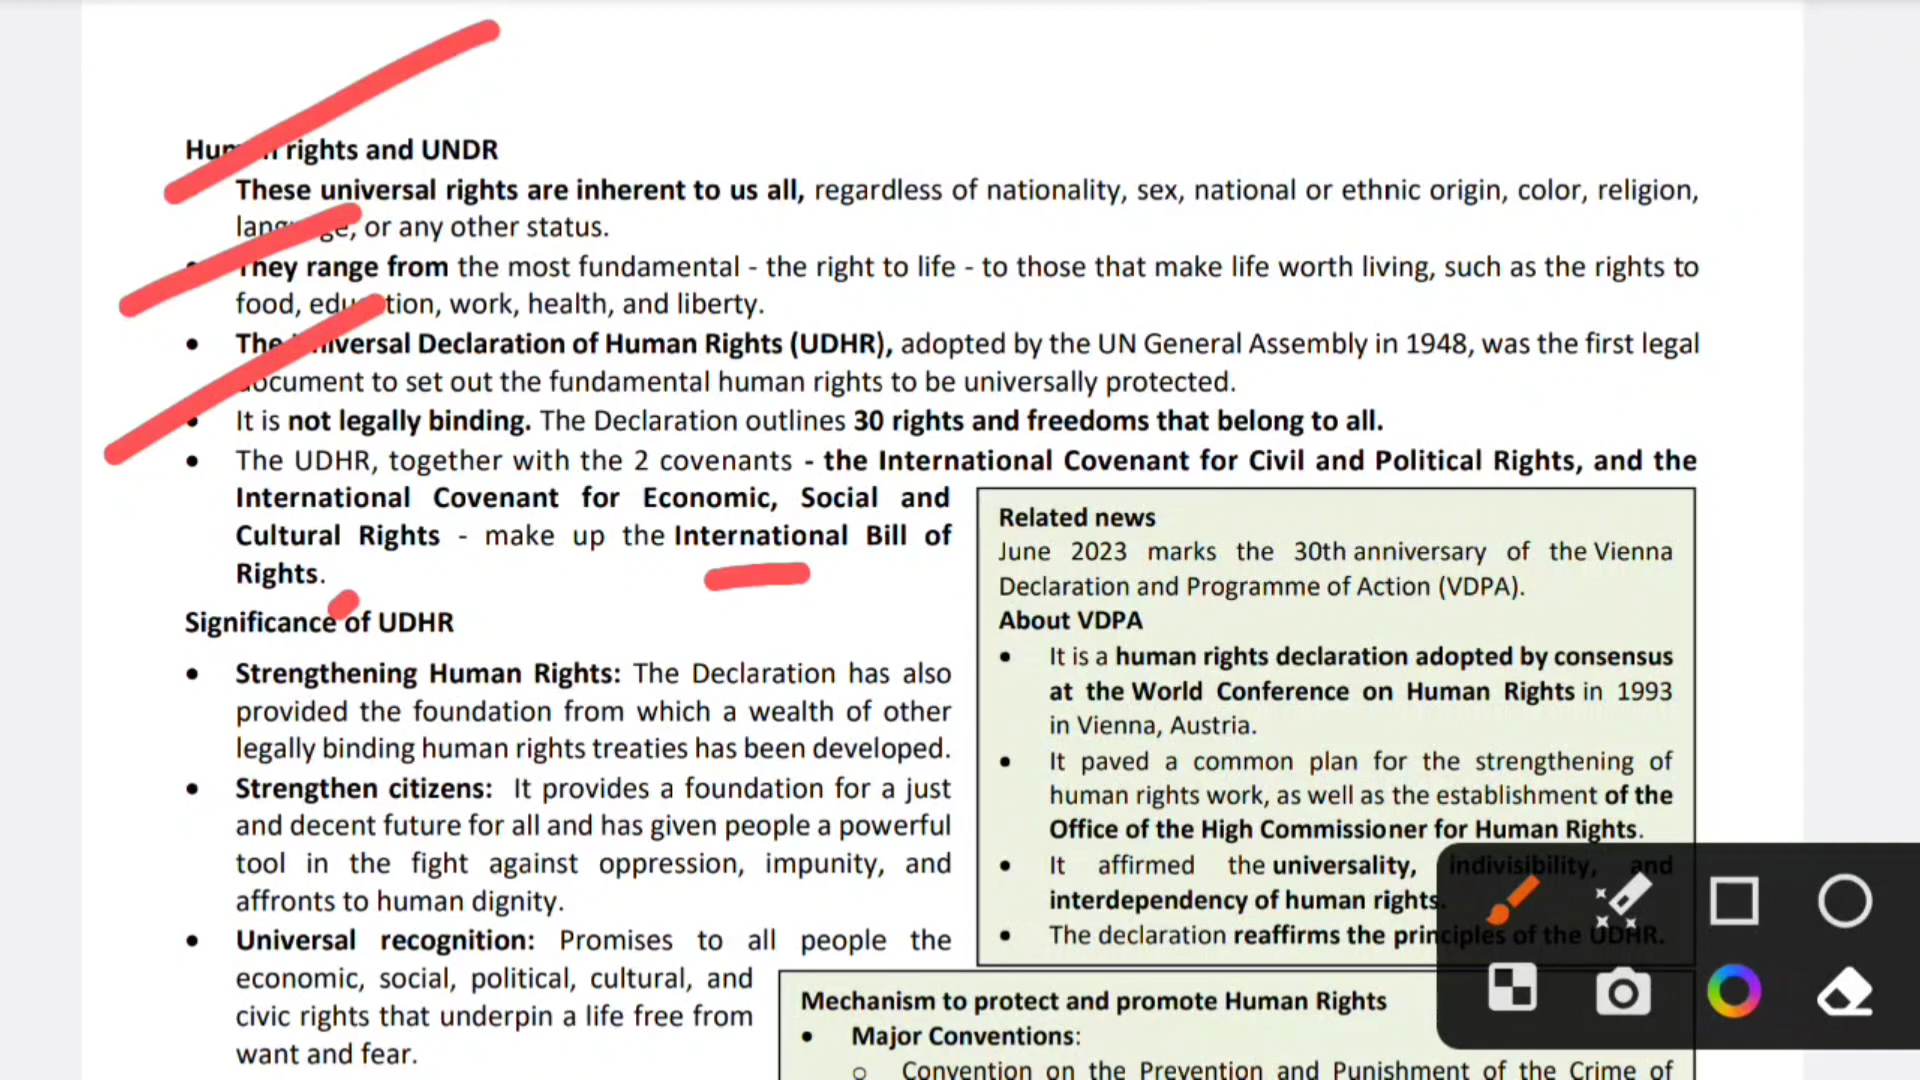 rights and UNDR
These universal rights are inherent to us all, regardless of nationality, sex, national or ethnic origin, color, religion,
or any other status.
They range from the most fundamental - the right to life - to those that make life worth living, such as the rights to
food, education, work, health, and liberty.
The Universal Declaration of Human Rights (UDHR), adopted by the UN General Assembly in 1948, was the first legal
document to set out the fundamental human rights to be universally protected.
It is not legally binding. The Declaration outlines 30 rights and freedoms that belong to all.
The UDHR, together with the 2 covenants - the International Covenant for Civil and Political Rights, and the
International Covenant for Economic, Social and
Cultural Rights - make up the International Bill of
Rights.
Significance of UDHR
Strengthening Human Rights: The Declaration has also
provided the foundation from which a wealth of other
legally binding human rights treaties has been developed.
Strengthen citizens: It provides a foundation for a just
and decent future for all and has given people a powerful
tool in the fight against oppression, impunity, and
affronts to human dignity.
Universal recognition: Promises to all people the
economic, social, political, cultural, and
civic rights that underpin a life free from
want and fear.
Related news
June 2023 marks the 30th anniversary of the Vienna
Declaration and Programme of Action (VDPA).
About VDPA
It is a human rights declaration adopted by consensus
at the World Conference on Human Rights in 1993
in Vienna, Austria.
It paved a common plan for the strengthening of
human rights work, as well as the establishment of the
Office of the High Commissioner for Human Rights.
It affirmed the universality, indivisibility, and
interdependency of human rights.
The declaration reaffirms the principles of the UDHR.
Mechanism to protect and promote Human Rights
Major Conventions:
Convention on the Prevention and Punishment of the Crime of